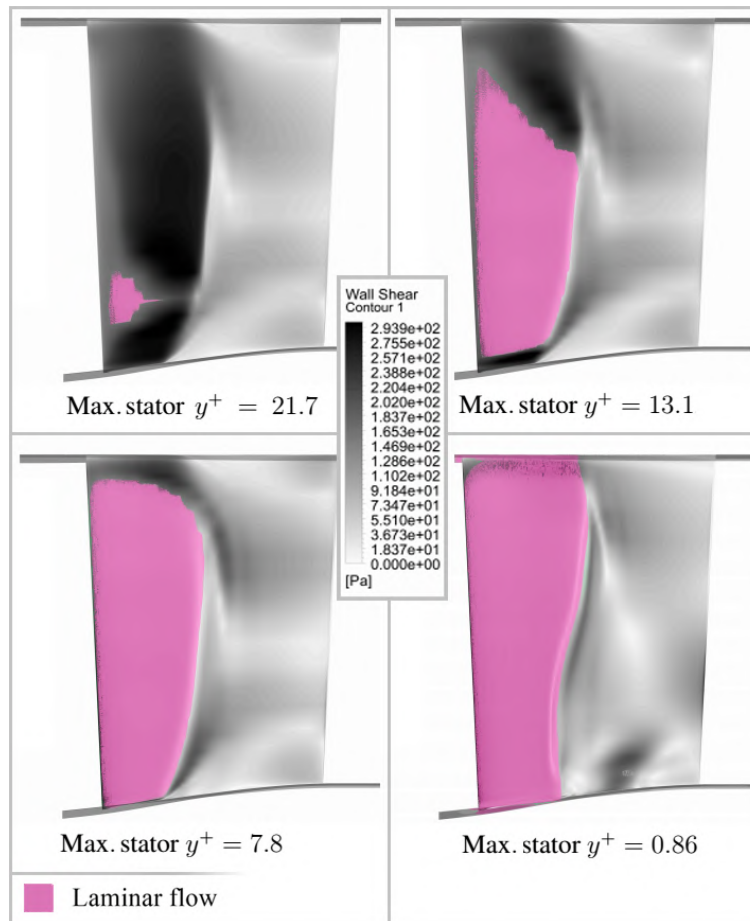 Max. stator y+ = 21.7
Max. stator y+ = 13.1
Wall Shear
Contour 1
2.939e+02
2.755e+02
2.571e+02
2.388e+02
2.204e+02
2.020e+02
1.837e+02
1.653e+02
1.469e+02
1.286e+02
1.102e+02
9.184e+01
7.347e+01
5.510e+01
3.673e+01
1.837e+01
0.000e+00
[Pa]
Max. stator y+ = 7.8
Max. stator y+ = 0.86
Laminar flow